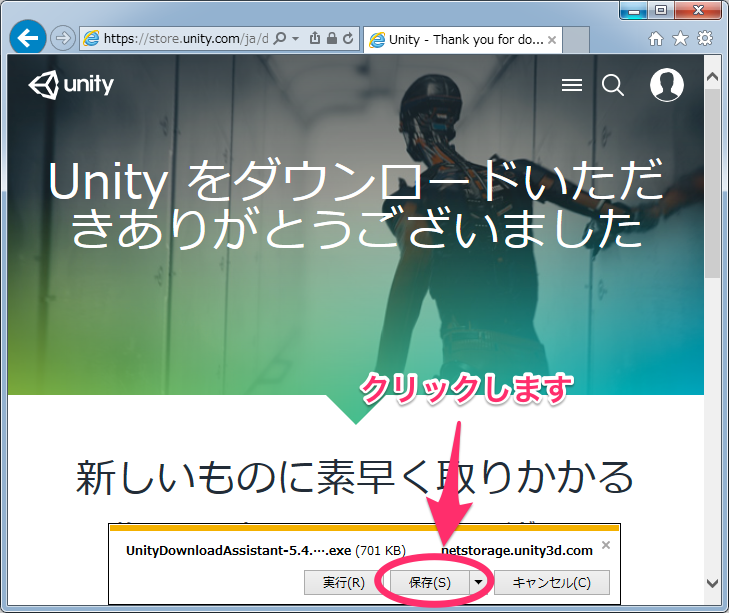 https://store.unity.com/ja/d
Unity - Thank you for do...
unity
Unity をダウンロードいただ
きありがとうございました
クリックします
新しいものに素早く取りかかる
UnityDownloadAssistant-5.4.….exe (701 KB)
netstorage.unity3d.com
実行(R)
保存(S)
キャンセル(C)